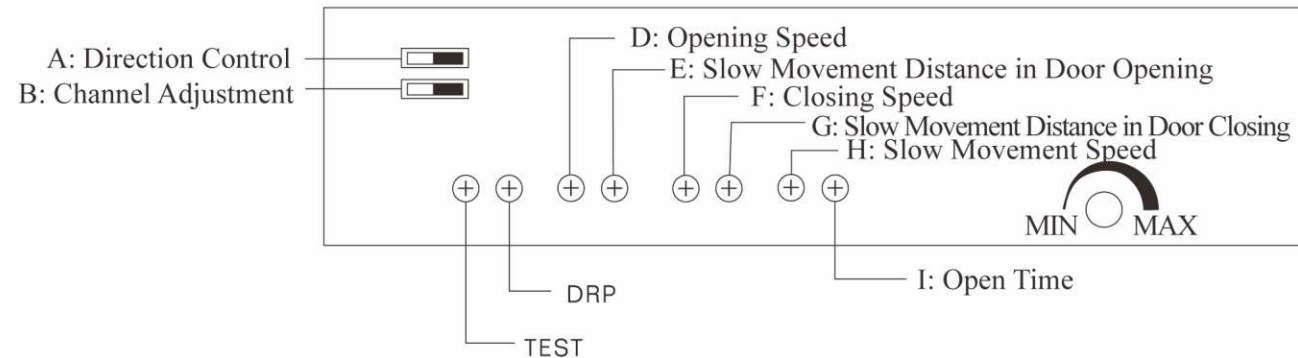 D: Opening Speed
A: Direction Control
E: Slow Movement Distance in Door Opening
B: Channel Adjustment
F: Closing Speed
G: Slow Movement Distance in Door Closing
H: Slow Movement Speed
MIN MAX
I: Open Time
DRP
TEST